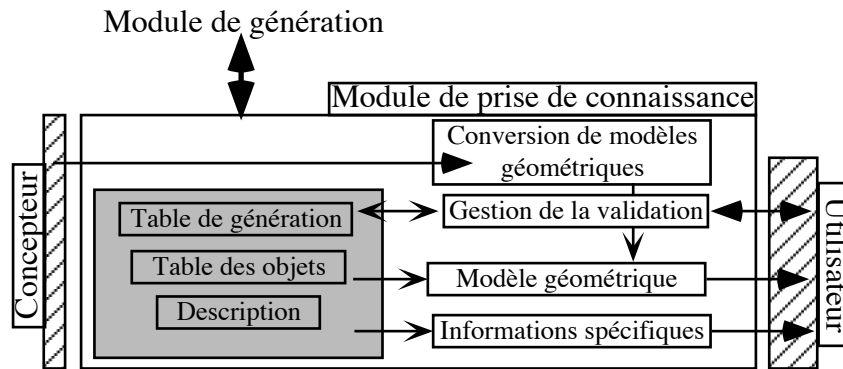 Module de génération
Module de prise de connaissance
Conversion de modèles
géométriques
Concepteur
Table de génération
Gestion de la validation
Utilisateur
Table des objets
Modèle géométrique
Description
Informations spécifiques